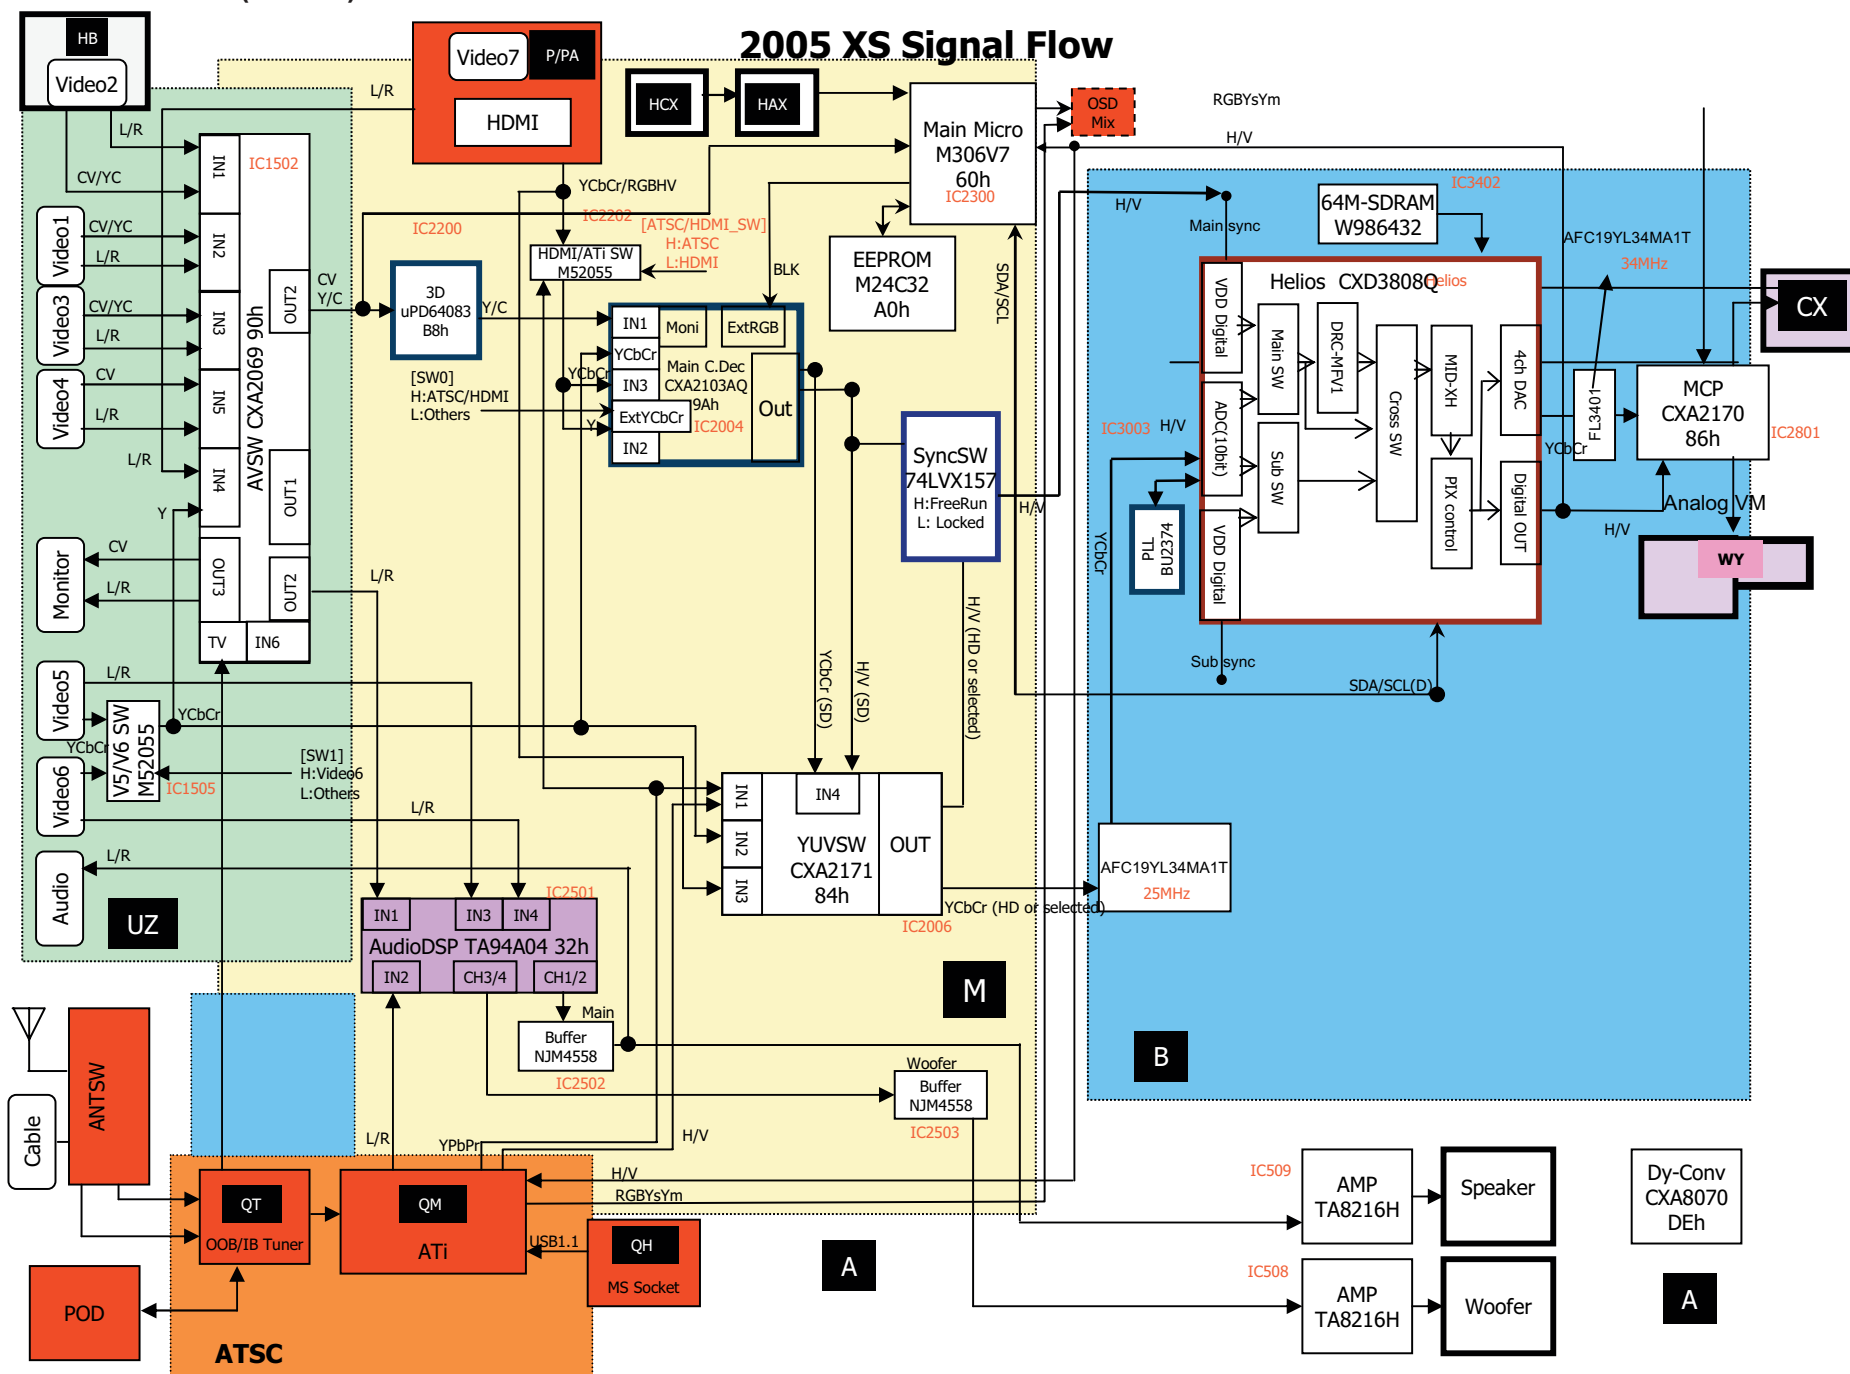 2005 XS Signal Flow
HB
Video2
L/R
CV/YC
Video1
CV/YC
L/R
Video3
CV/YC
L/R
Video4
CV
L/R
L/R
Y
Monitor
CV
L/R
Video5
L/R
YCbCr
Video6
V5/V6 SW
M52055
IC1505
YCbCr
[SW1]
H:Video6
L:Others
L/R
Audio
L/R
UZ
IN1
IN2
IN3
IN5
IN4
OUT3
TV
IN6
IC1502
AVSW CXA2069 90h
OUT2
OUT1
OUT2
CV
Y/C
L/R
L/R
Video7
P/PA
HDMI
YCbCr/RGBHV
IC2200
3D
uPD64083
B8h
Y/C
IC2202
[ATSC/HDMI_SW]
H:ATSC
L:HDMI
HDMI/ATi SW
M52055
[SW0]
H:ATSC/HDMI
L:Others
YCbCr
Y
BLK
IN1
Moni
ExtRGB
YCbCr
IN3
ExtYCbCr
IN2
Main C.Dec
CXA2103AQ
9Ah
IC2004
Out
HCX
HAX
Main Micro
M306V7
60h
IC2300
EEPROM
M24C32
A0h
SDA/SCL
OSD
Mix
RGBYsYm
H/V
SyncSW
74LVX157
H:FreeRun
L: Locked
H/V
YCbCr (SD)
H/V (SD)
H/V (HD or selected)
IN1
IN2
IN3
IN4
YUVSW
CXA2171
84h
OUT
IC2006
YCbCr (HD or selected)
IC2501
IN1
IN3
IN4
AudioDSP TA94A04 32h
IN2
CH3/4
CH1/2
Main
Buffer
NJM4558
IC2502
Woofer
Buffer
NJM4558
IC2503
M
L/R
YPbPr
H/V
H/V
RGBYsYm
USB1.1
Cable
ANTSW
POD
QT
OOB/IB Tuner
QM
ATi
QH
MS Socket
ATSC
A
H/V
Main sync
64M-SDRAM
W986432
IC3402
AFC19YL34MA1T
34MHz
Helios CXD3808Q
Helios
VDD Digital
ADC(10bit)
VDD Digital
Main SW
Sub SW
DRC-MFV1
Cross SW
MID-XH
PIX control
4ch DAC
Digital OUT
IC3003
H/V
YCbCr
PLL
BU2374
Sub sync
SDA/SCL(D)
FL3401
YCbCr
H/V
MCP
CXA2170
86h
IC2801
CX
Analog VM
WY
AFC19YL34MA1T
25MHz
B
IC509
AMP
TA8216H
Speaker
IC508
AMP
TA8216H
Woofer
Dy-Conv
CXA8070
DEh
A